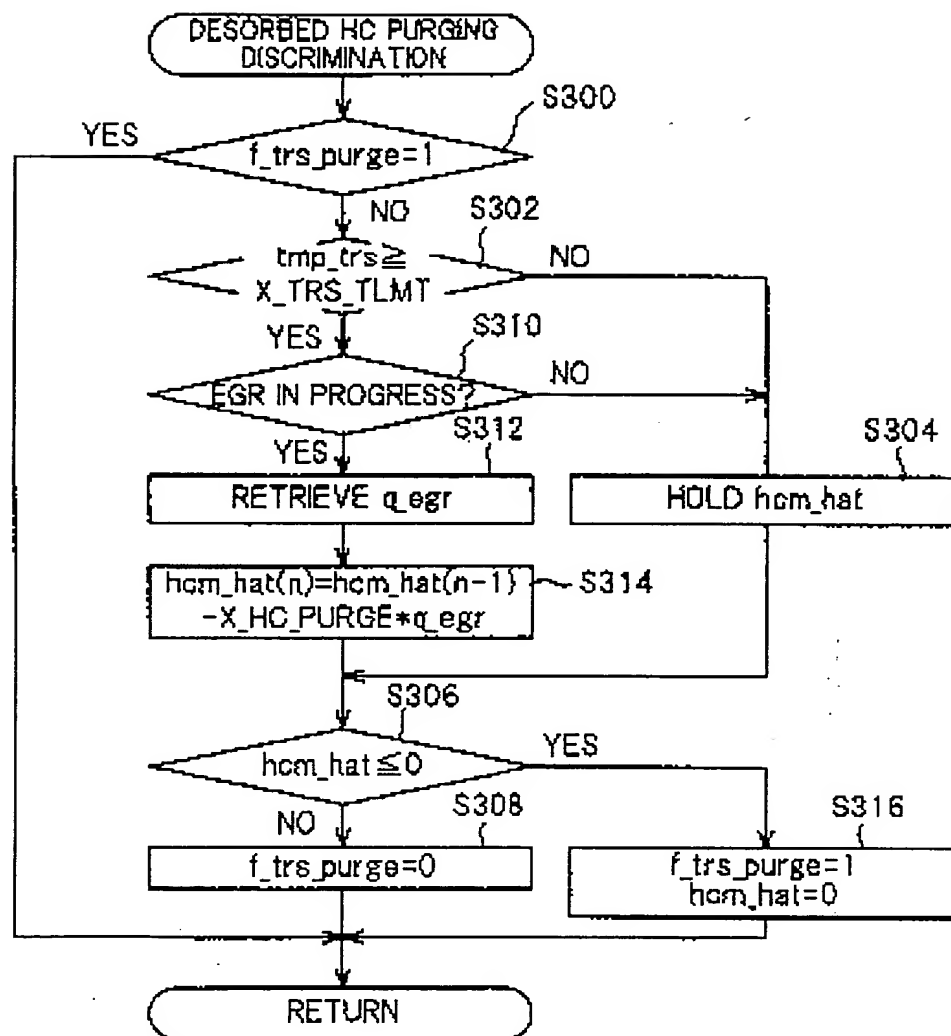 DESORBED HC PURGING
DISCRIMINATION
S300
YES
f_trs_purge=1
NO
S302
tmp_trs≧
X_TRS_TLMT
NO
YES
S310
EGR IN PROGRESS?
NO
YES
S312
S304
RETRIEVE q_egr
HOLD hcm_hat
hcm_hat(n)=hcm_hat(n-1)
-X_HC_PURGE*q_egr
S314
S306
hcm_hat≦0
YES
NO
S308
S316
f_trs_purge=0
f_trs_purge=1
hcm_hat=0
RETURN